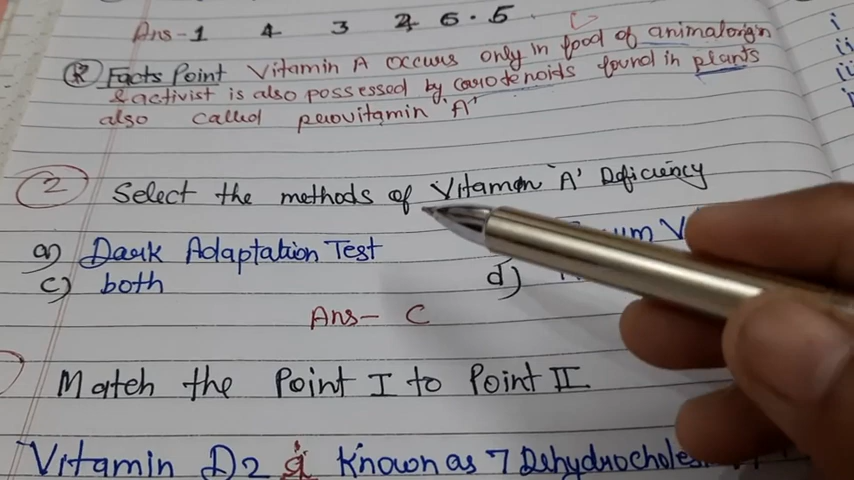 Ans - 1 4 3 2 6 . 5
Facts Point Vitamin A occurs only in food of animal origin
& activist is also possessed by carotenoids found in plants
also called provitamin 'A'
2 Select the methods of Vitamin 'A' Deficiency
a) Dark Adaptation Test
c) both d)
Ans - C
Match the Point I to Point II
Vitamin D2 Known as 7 Dehydrochole